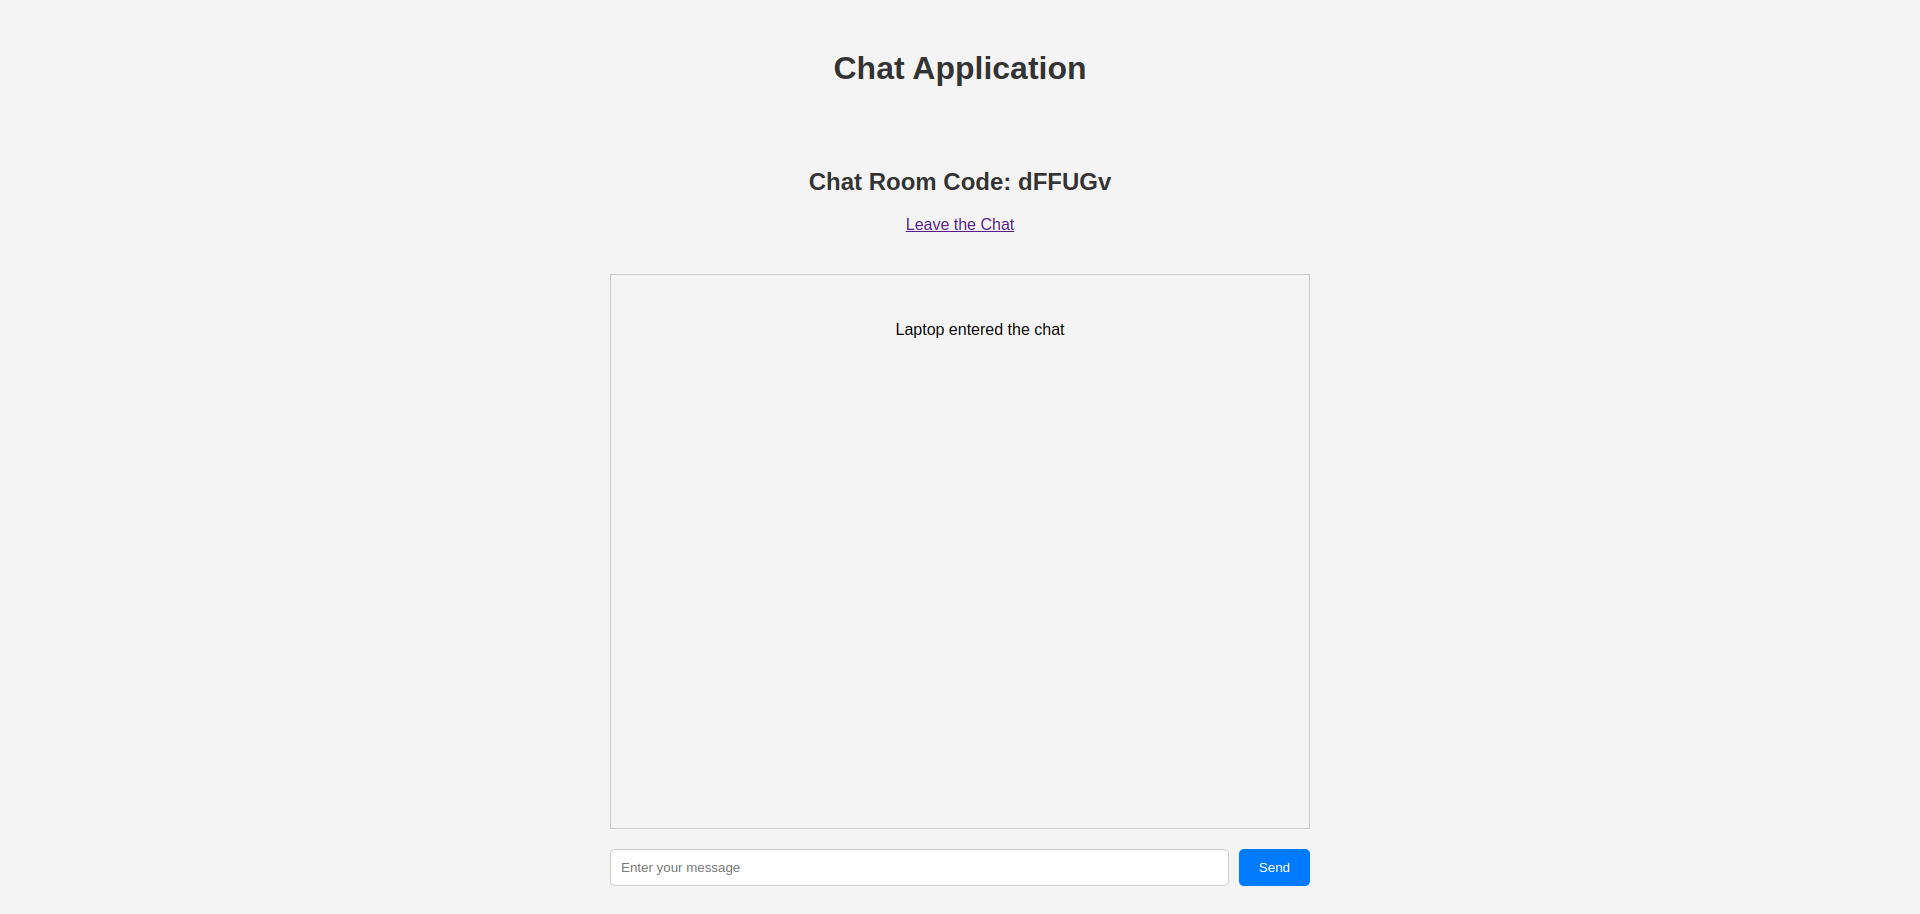 Chat Application
Chat Room Code: dFFUGv
Leave the Chat
Laptop entered the chat
Enter your message
Send